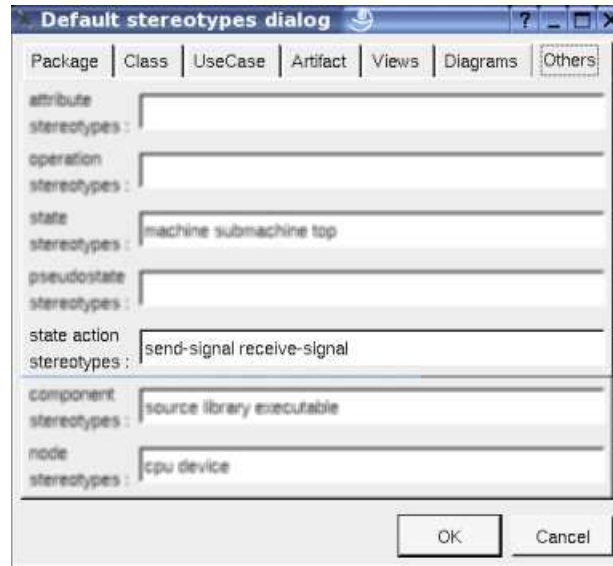 Default stereotypes dialog
Package Class UseCase Artifact Views Diagrams Others
attribute
stereotypes :
operation
stereotypes :
state
stereotypes :
machine submachine top
pseudostate
stereotypes :
state action
stereotypes :
send-signal receive-signal
component
stereotypes :
source library executable
node
stereotypes :
cpu device
OK Cancel